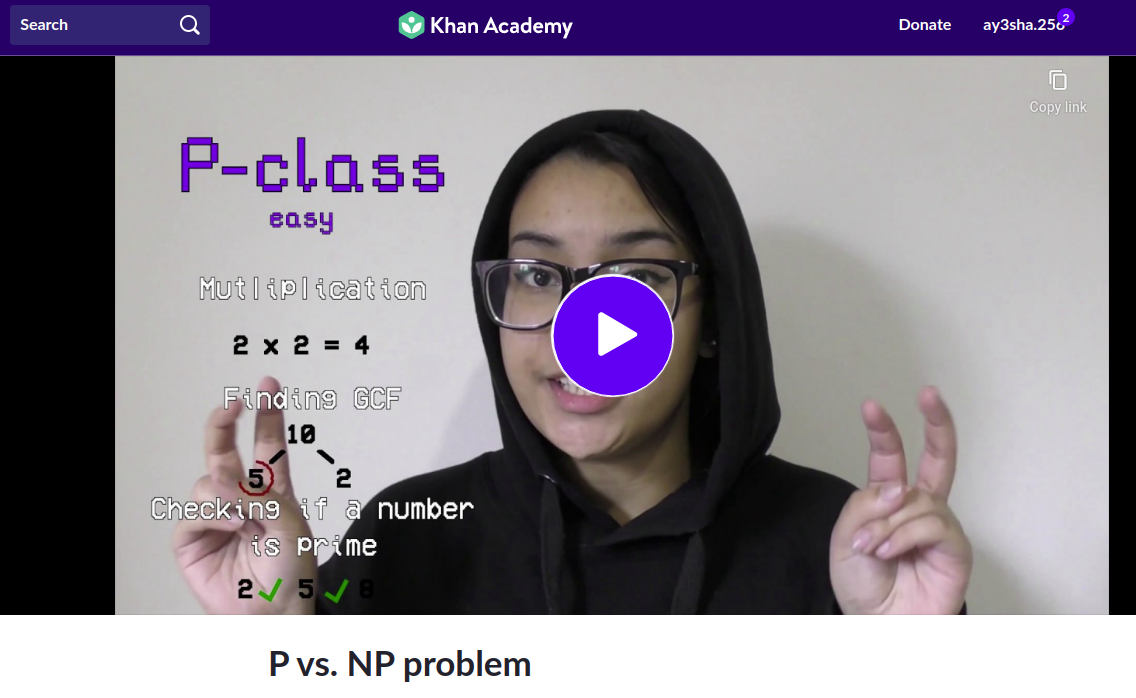 Search
Khan Academy
Donate
ay3sha.256
2
Copy link
P-class
easy
Mutliplication
2 x 2 = 4
Finding GCF
10
5 2
Checking if a number
is prime
2 5 8
P vs. NP problem